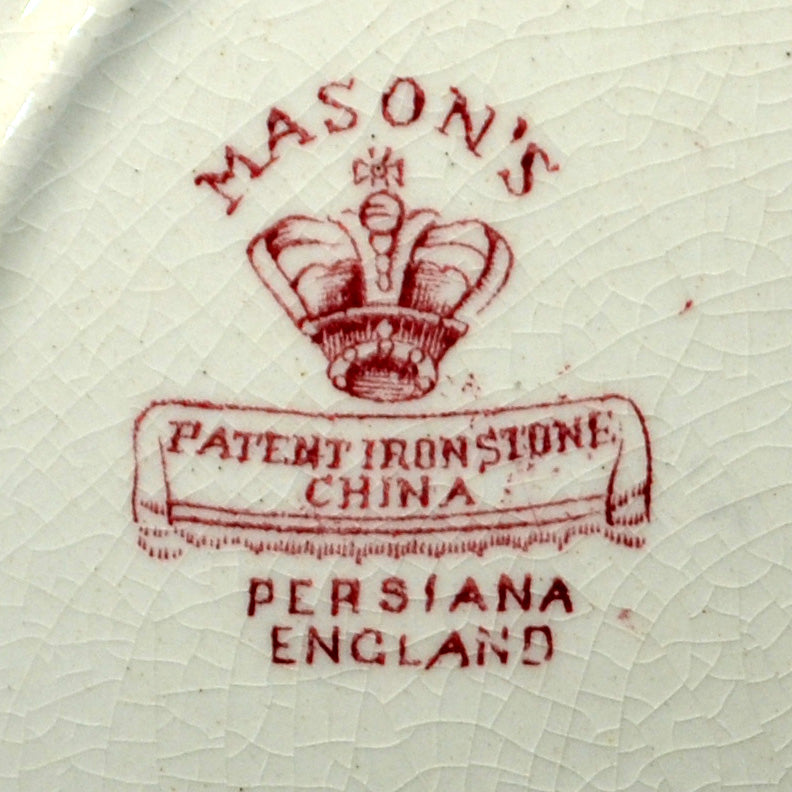 MASON'S
PATENT IRONSTONE
CHINA
PERSIANA
ENGLAND